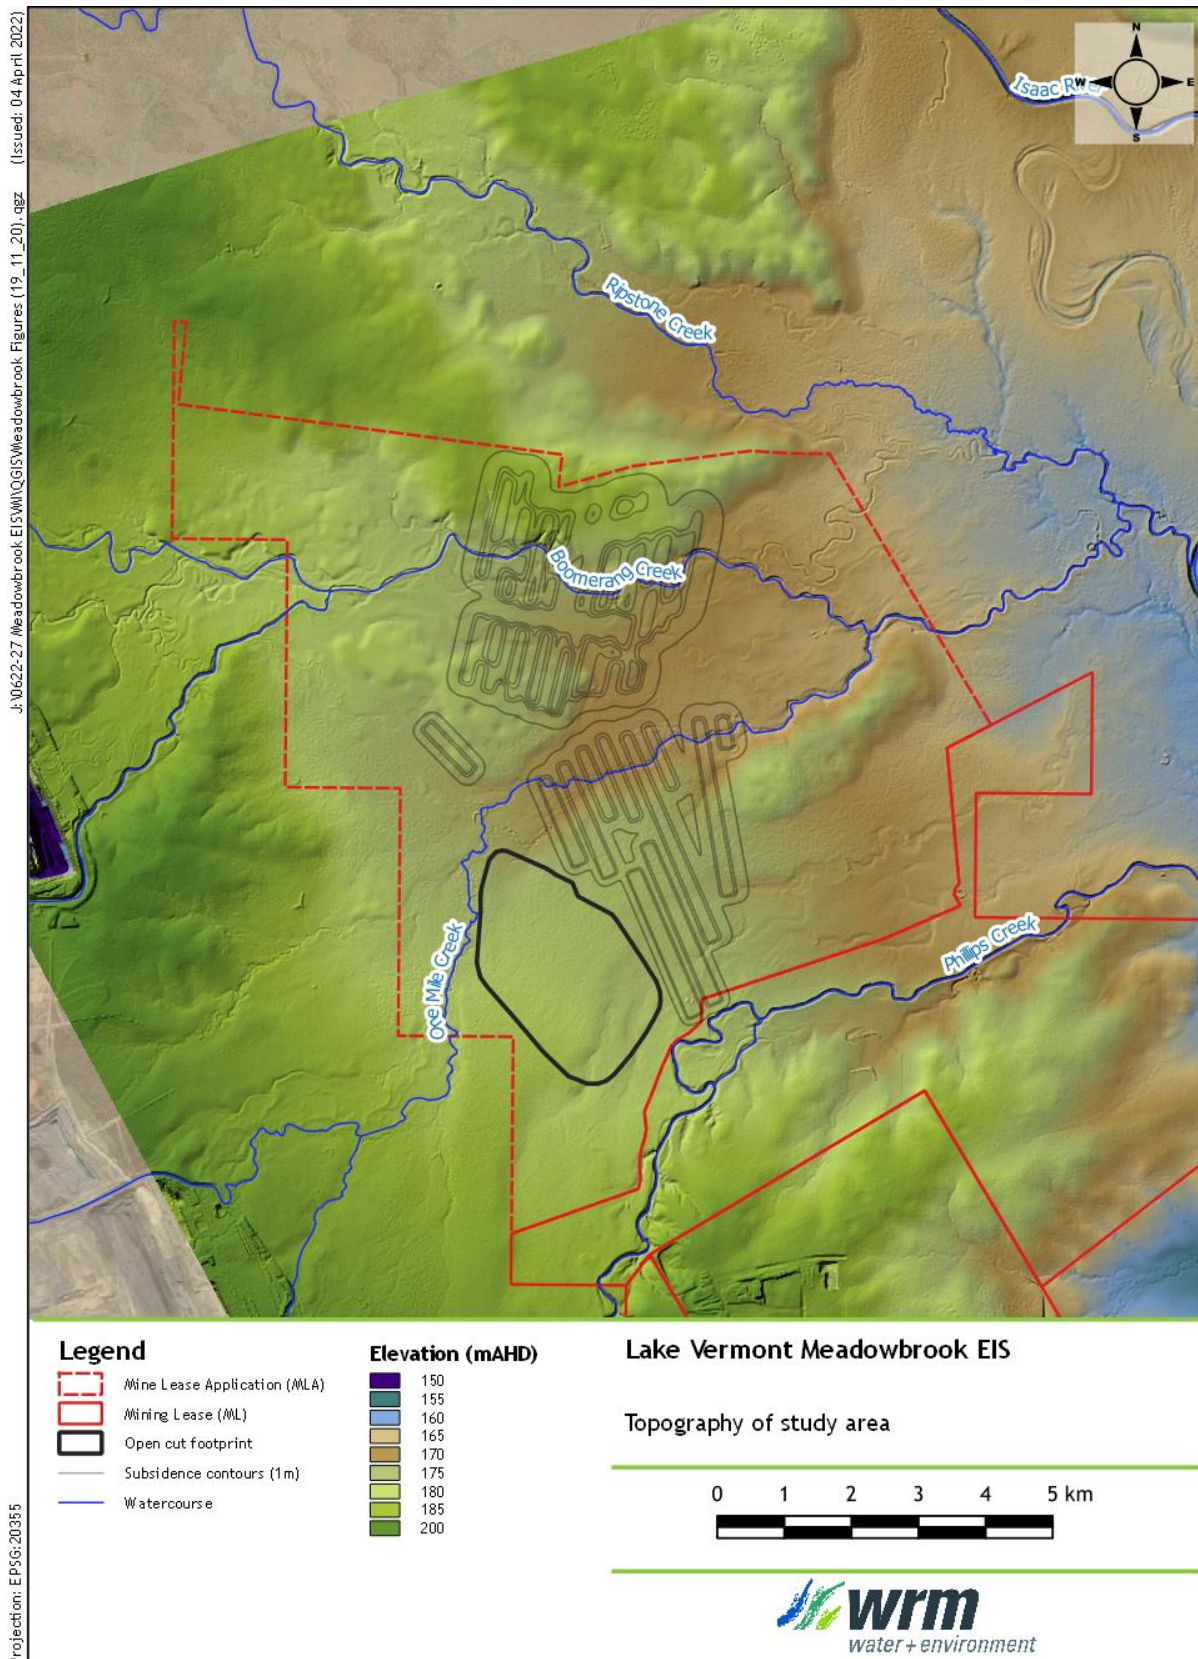 J:\0622-27 Meadowbrook EIS\WI\QGIS\Meadowbrook Figures (19_11_20).qgz (Issued: 04 April 2022)
Projection: EPSG:20355
N
W
E
S
Isaac River
Ripstone Creek
Boomerang Creek
One Mile Creek
Phillips Creek
Legend
Mine Lease Application (MLA)
Mining Lease (ML)
Open cut footprint
Subsidence contours (1m)
Watercourse
Elevation (mAHD)
150
155
160
165
170
175
180
185
200
Lake Vermont Meadowbrook EIS
Topography of study area
0 1 2 3 4 5 km
wrm
water + environment